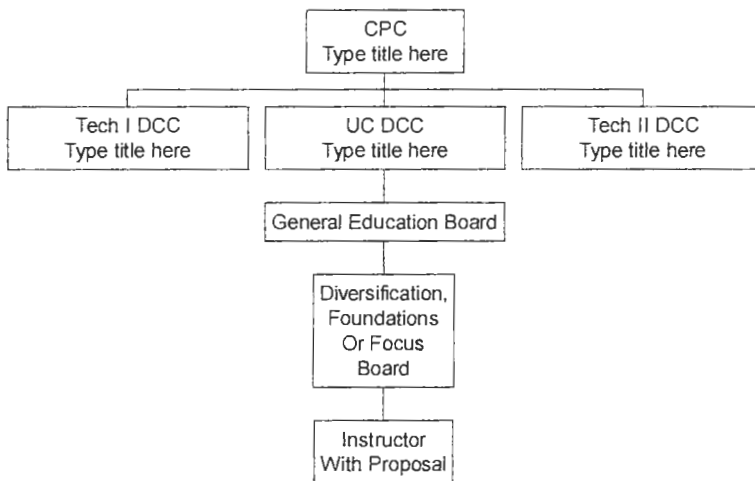 CPC
Type title here
Tech I DCC
Type title here
UC DCC
Type title here
Tech II DCC
Type title here
General Education Board
Diversification,
Foundations
Or Focus
Board
Instructor
With Proposal